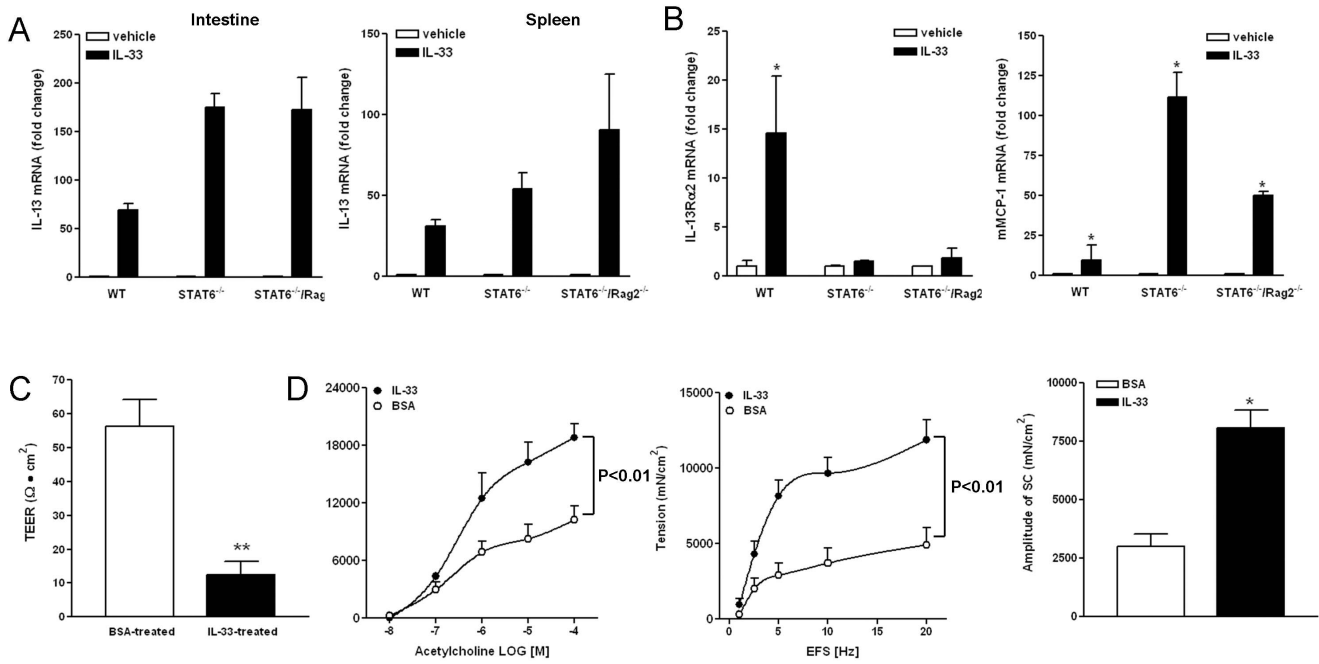 A
Intestine
vehicle
IL-33
IL-13 mRNA (fold change)
250
200
150
100
50
0
WT
STAT6-/-
STAT6-/-/Rag
Spleen
vehicle
IL-33
IL-13 mRNA (fold change)
150
100
50
0
WT
STAT6-/-
STAT6-/-/Rag2-/-
B
vehicle
IL-33
IL-13Rα2 mRNA (fold change)
25
20
15
10
5
0
*
WT
STAT6-/-
STAT6-/-/Rag2
vehicle
IL-33
mMCP-1 mRNA (fold change)
150
125
100
75
50
25
0
*
*
*
WT
STAT6-/-
STAT6-/-/Rag2-/-
C
TEER (Ω • cm2)
70
60
50
40
30
20
10
0
**
BSA-treated
IL-33-treated
D
IL-33
BSA
24000
18000
12000
6000
0
P<0.01
-8
-7
-6
-5
-4
Acetylcholine LOG [M]
IL-33
BSA
Tension (mN/cm2)
15000
10000
5000
0
P<0.01
0
5
10
15
20
EFS [Hz]
BSA
IL-33
Amplitude of SC (mN/cm2)
10000
7500
5000
2500
0
*